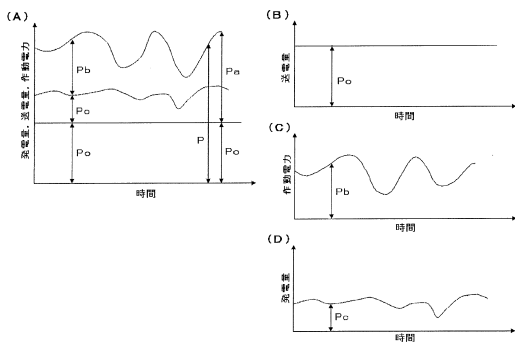 (A)
発電量,送電量,作動電力
Pb
Pc
Po
P
Pa
Po
時間
(B)
送電量
Po
時間
(C)
作動電力
Pb
時間
(D)
発電量
Pc
時間